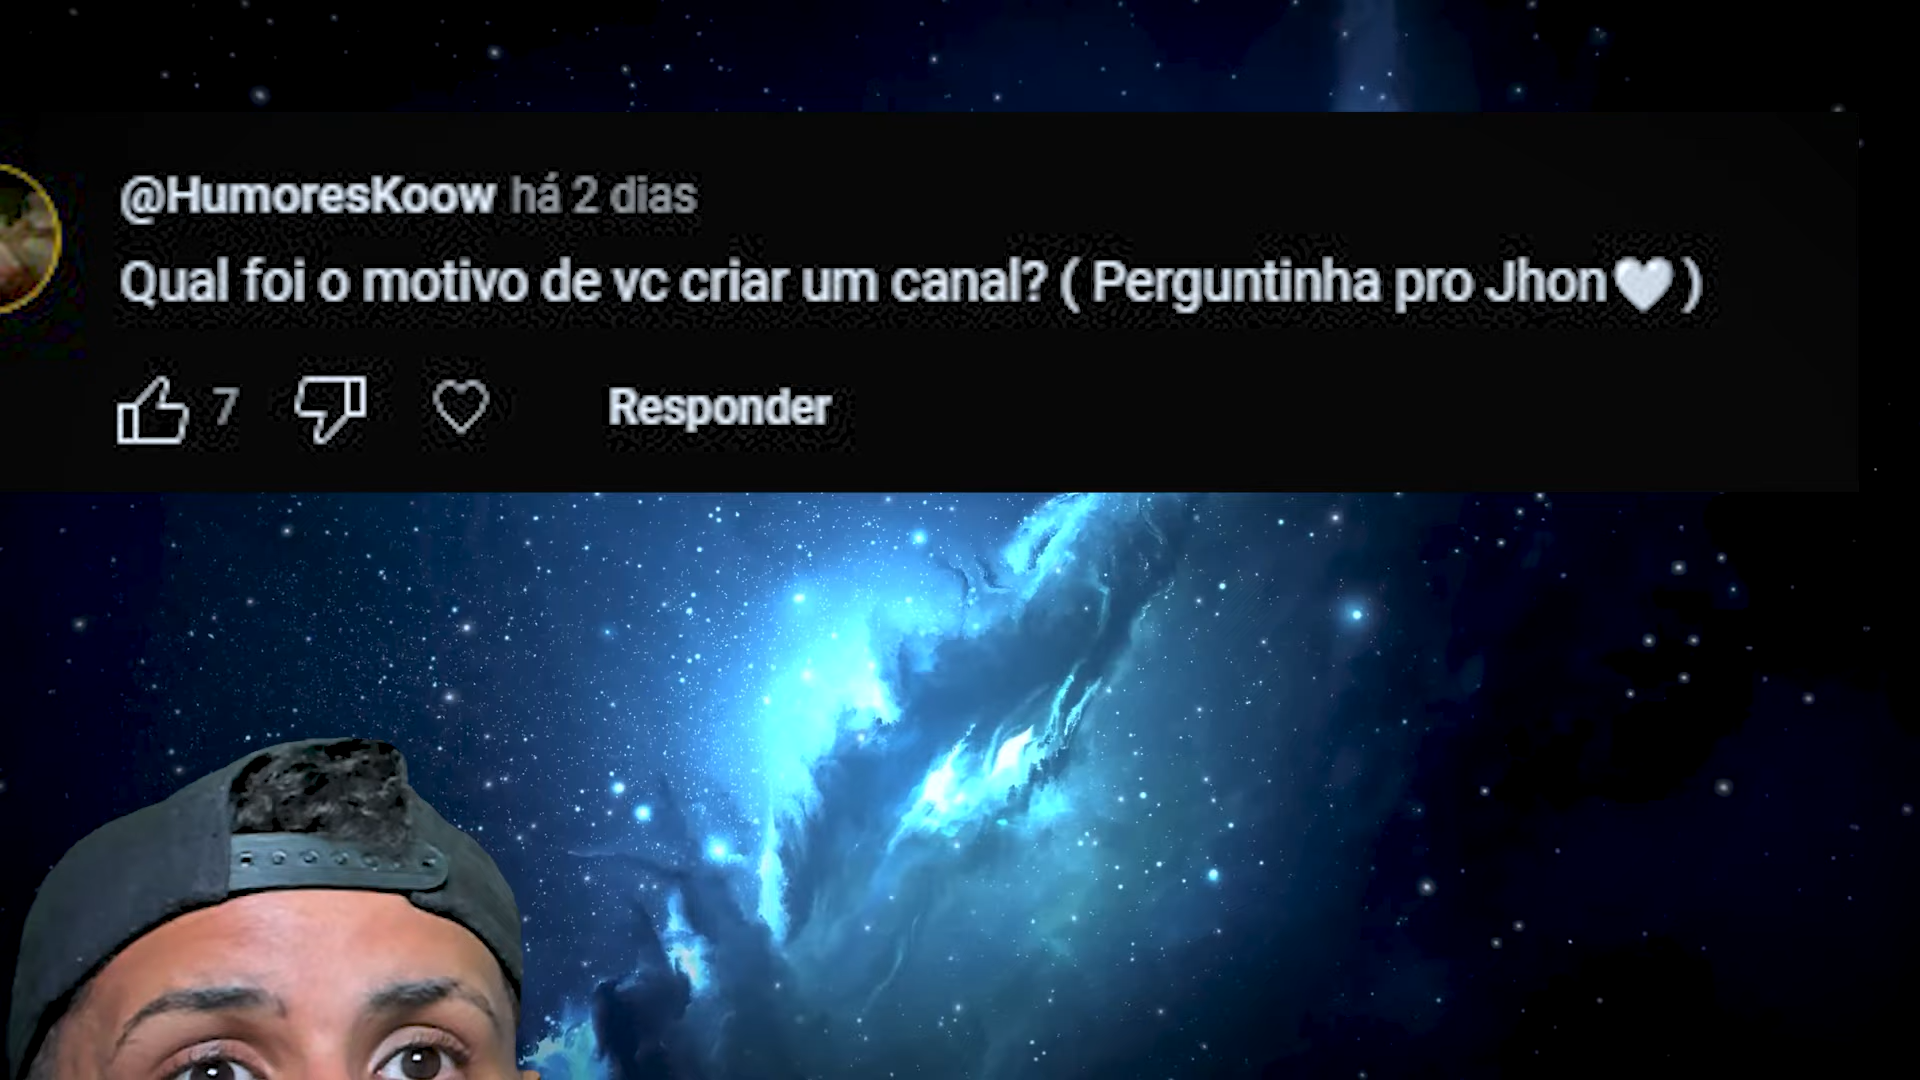 @HumoresKoow há 2 dias
Qual foi o motivo de vc criar um canal? ( Perguntinha pro Jhon🤍)
7 Responder